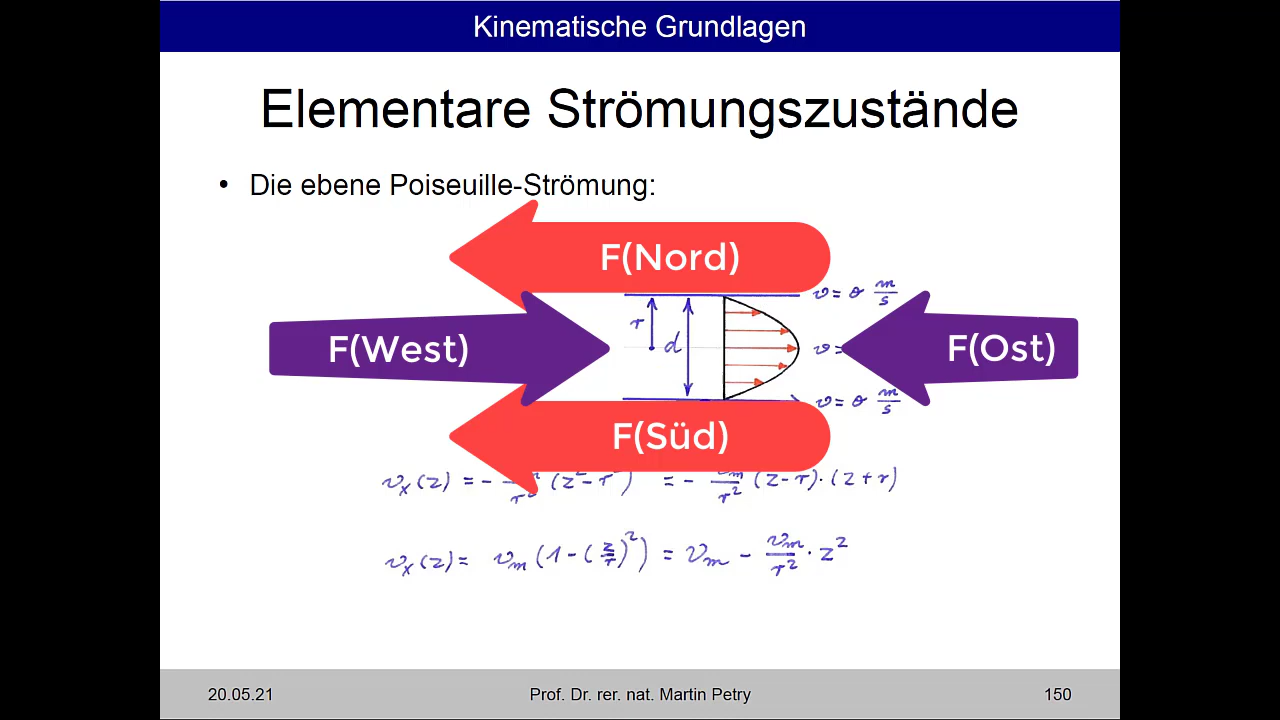 Kinematische Grundlagen
Elementare Strömungszustände
• Die ebene Poiseuille-Strömung:
F(Nord)
v = 0 m/s
r
d
F(West)
v =
F(Ost)
v = 0 m/s
F(Süd)
vx(z) = - (z² - r²) = - vm/r² (z-r)·(z+r)
vx(z) = vm (1-(z/r)²) = vm - vm/r² · z²
20.05.21
Prof. Dr. rer. nat. Martin Petry
150